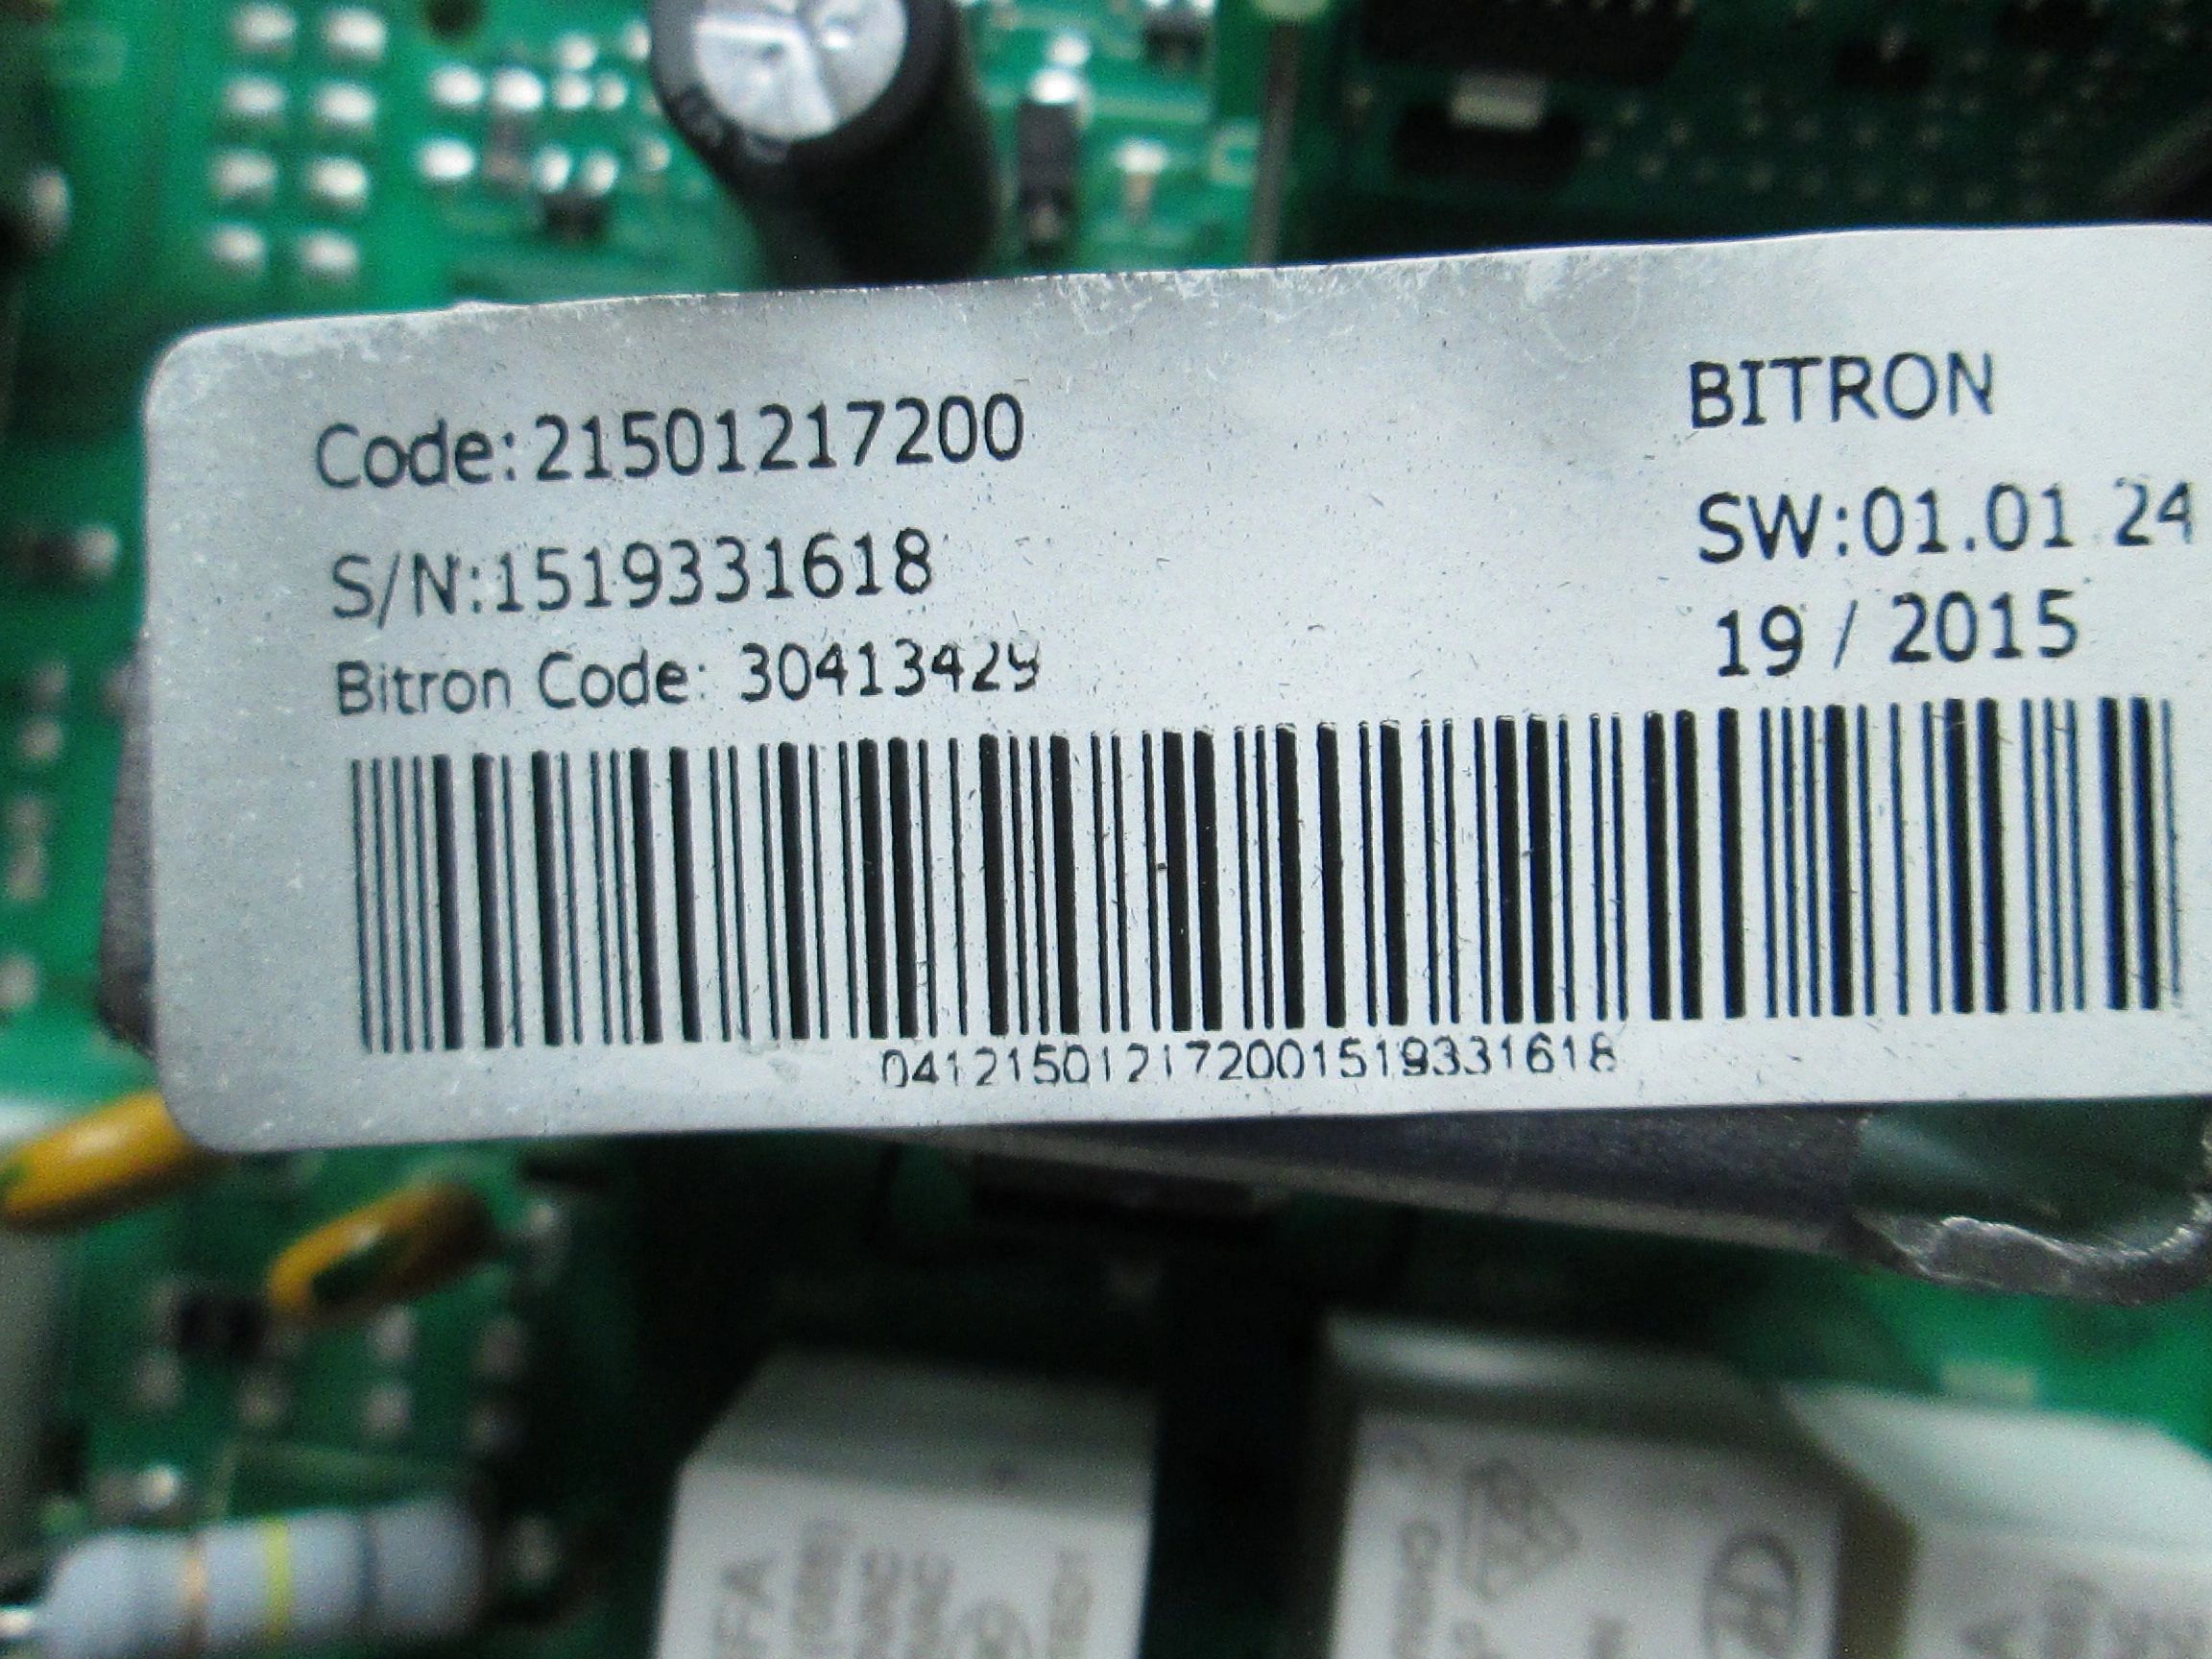 Code:21501217200
S/N:1519331618
Bitron Code: 30413429
BITRON
SW:01.01 24
19 / 2015
041215012172001519331618